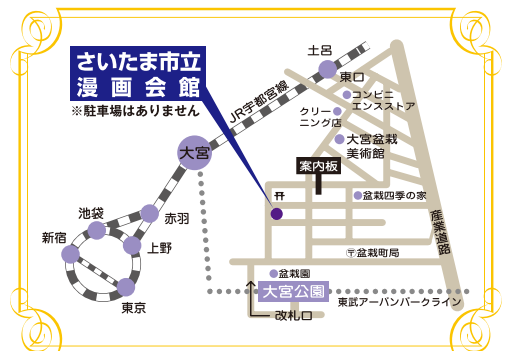 さいたま市立
漫画会館
※駐車場はありません
土呂
東口
JR宇都宮線
コンビニ
エンスストア
クリー
ニング店
大宮盆栽
美術館
大宮
案内板
盆栽四季の家
池袋
赤羽
新宿
上野
産業道路
〒盆栽町局
盆栽園
大宮公園
東京
東武アーバンパークライン
改札口